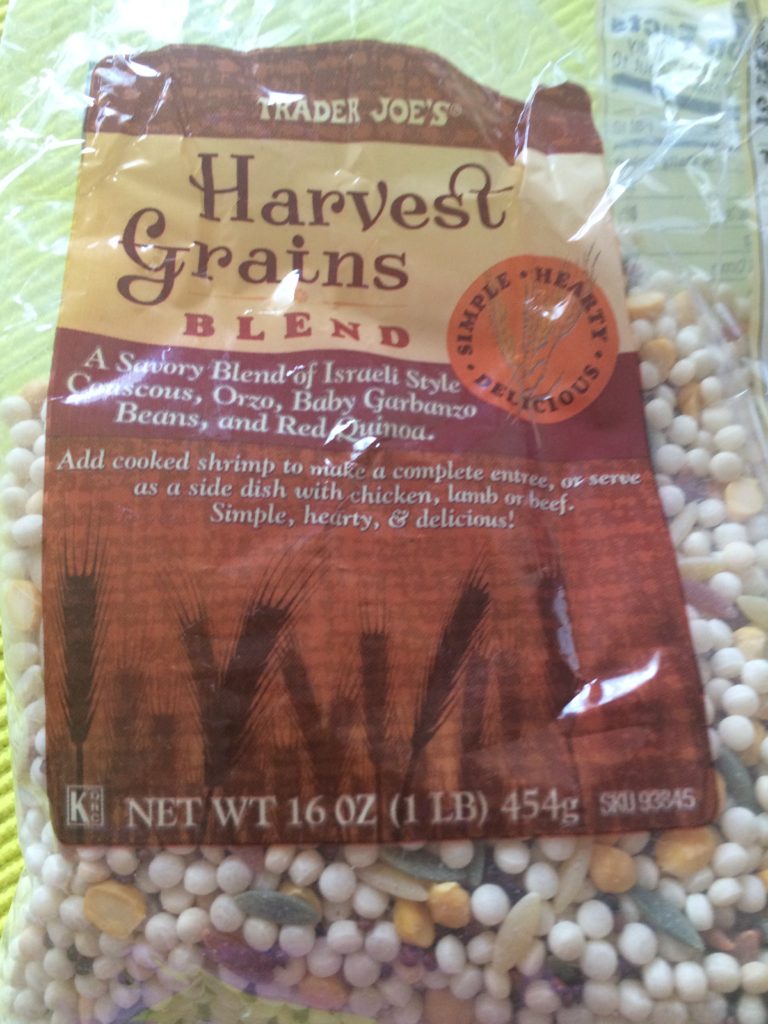 TRADER JOE'S®
Harvest
Grains
BLEND
SIMPLE • HEARTY • DELICIOUS •
A Savory Blend of Israeli Style
Couscous, Orzo, Baby Garbanzo
Beans, and Red Quinoa.
Add cooked shrimp to make a complete entree, or serve
as a side dish with chicken, lamb or beef.
Simple, hearty, & delicious!
K
NET WT 16 OZ (1 LB) 454g
SKU 93845